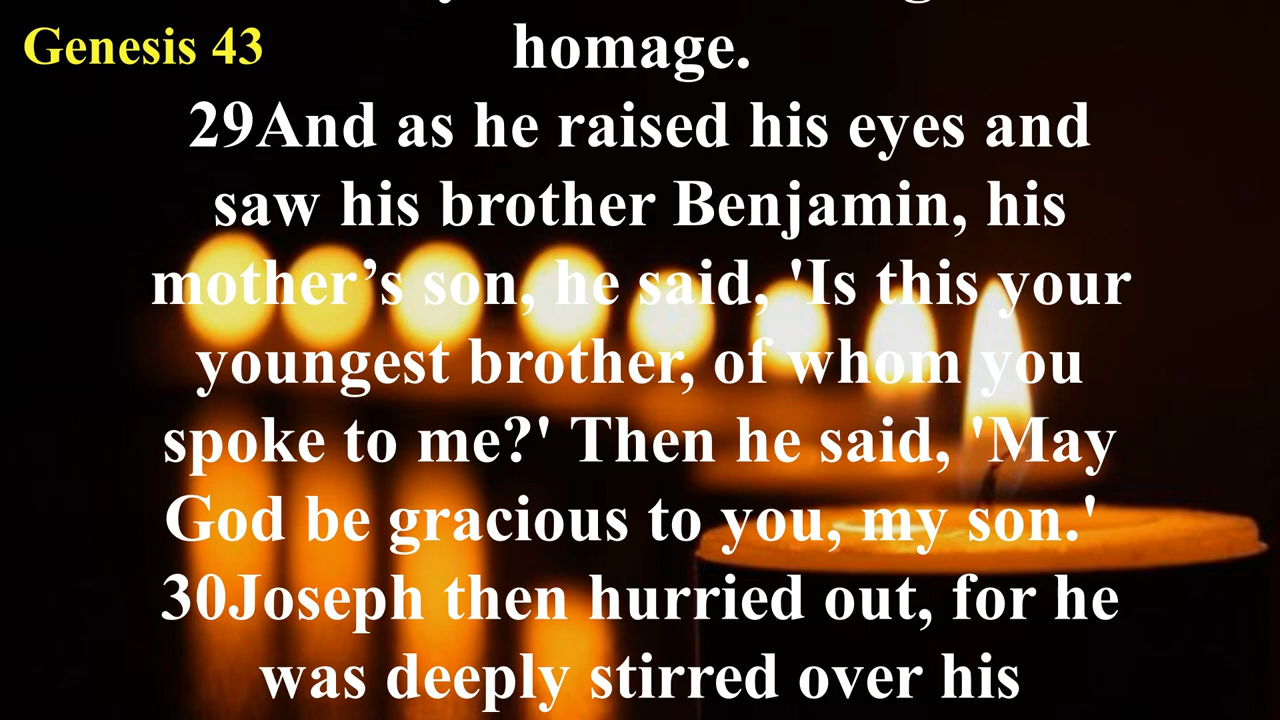 Genesis 43
homage.
29And as he raised his eyes and
saw his brother Benjamin, his
mother’s son, he said, 'Is this your
youngest brother, of whom you
spoke to me?' Then he said, 'May
God be gracious to you, my son.'
30Joseph then hurried out, for he
was deeply stirred over his